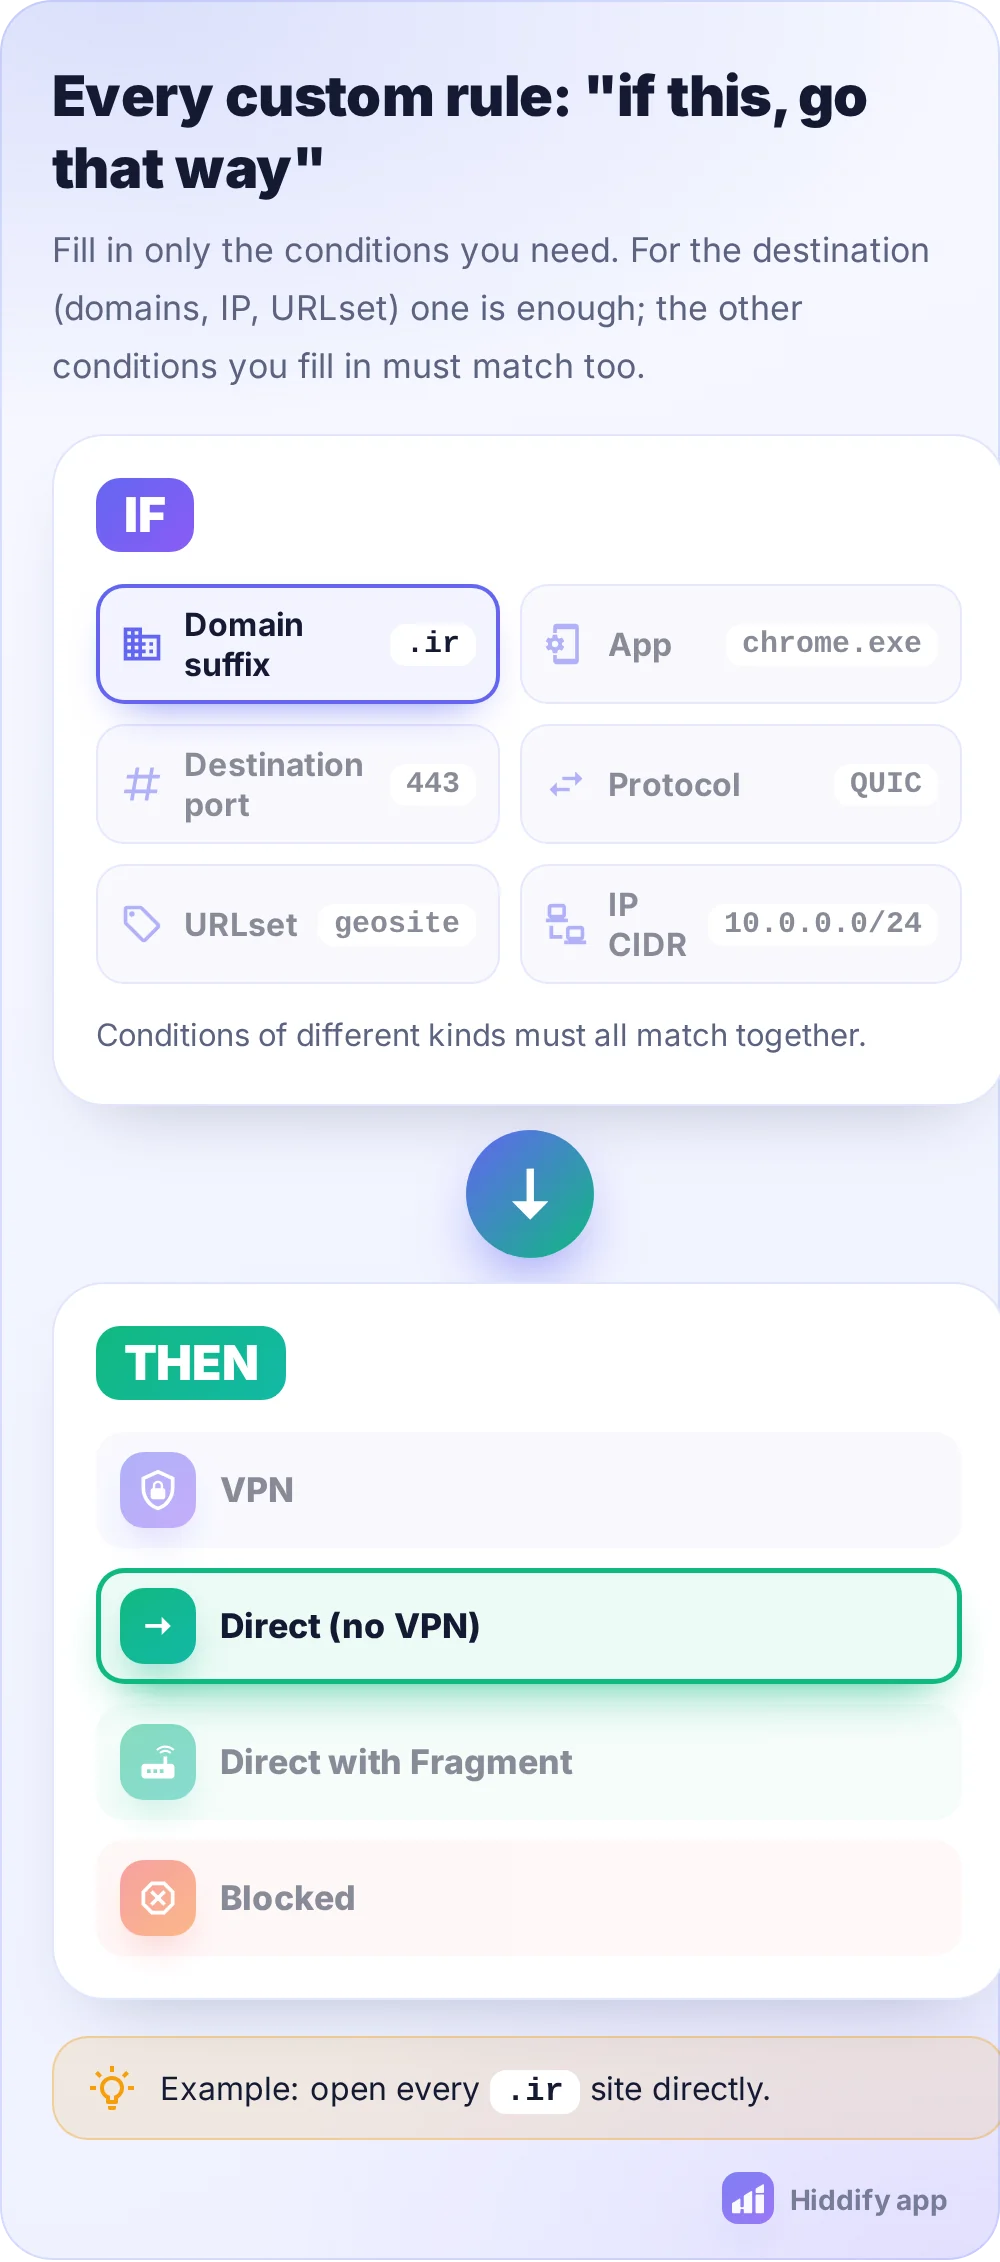 Every custom rule: "if this, go
that way"
Fill in only the conditions you need. For the destination
(domains, IP, URLset) one is enough; the other
conditions you fill in must match too.
IF
Domain
suffix
.ir
App
chrome.exe
Destination
port
443
Protocol
QUIC
URLset
geosite
IP
CIDR
10.0.0.0/24
Conditions of different kinds must all match together.
THEN
VPN
Direct (no VPN)
Direct with Fragment
Blocked
Example: open every .ir site directly.
Hiddify app